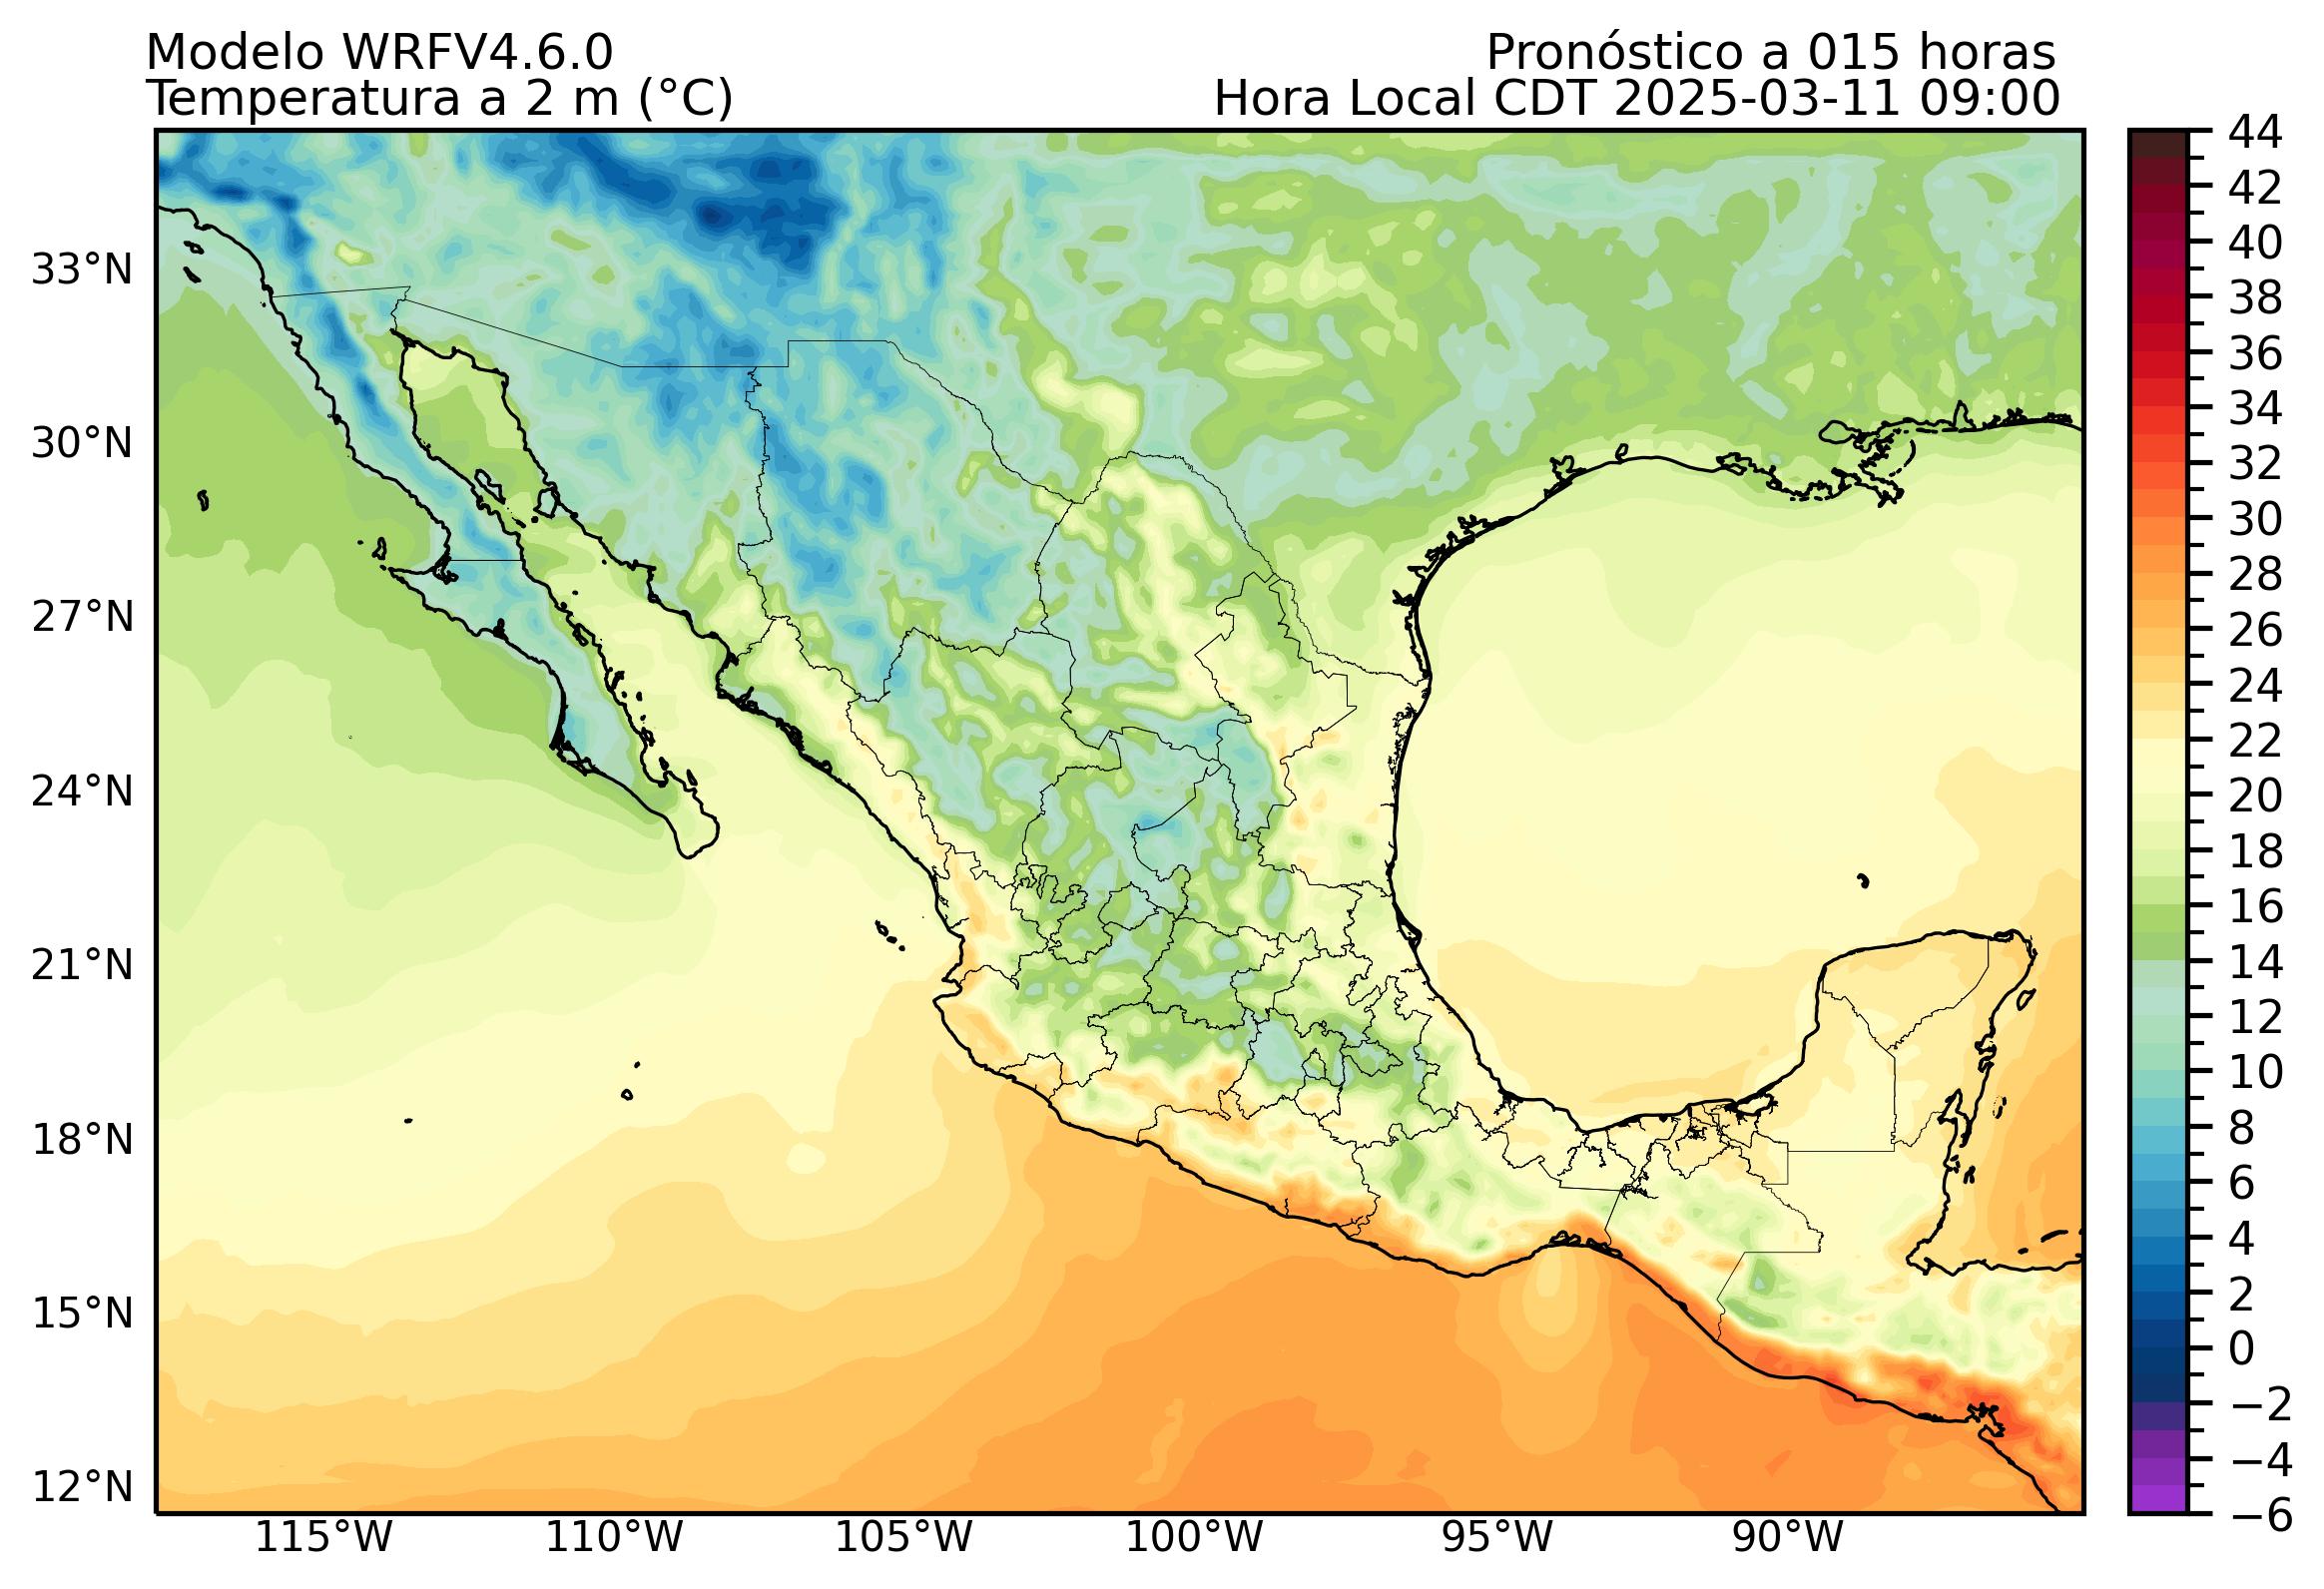 Modelo WRFV4.6.0
Pronóstico a 015 horas
Temperatura a 2 m (°C)
Hora Local CDT 2025-03-11 09:00
44
42
40
38
36
34
32
30
28
26
24
22
20
18
16
14
12
10
8
6
4
2
0
−2
−4
−6
33°N
30°N
27°N
24°N
21°N
18°N
15°N
12°N
115°W 110°W 105°W 100°W 95°W 90°W